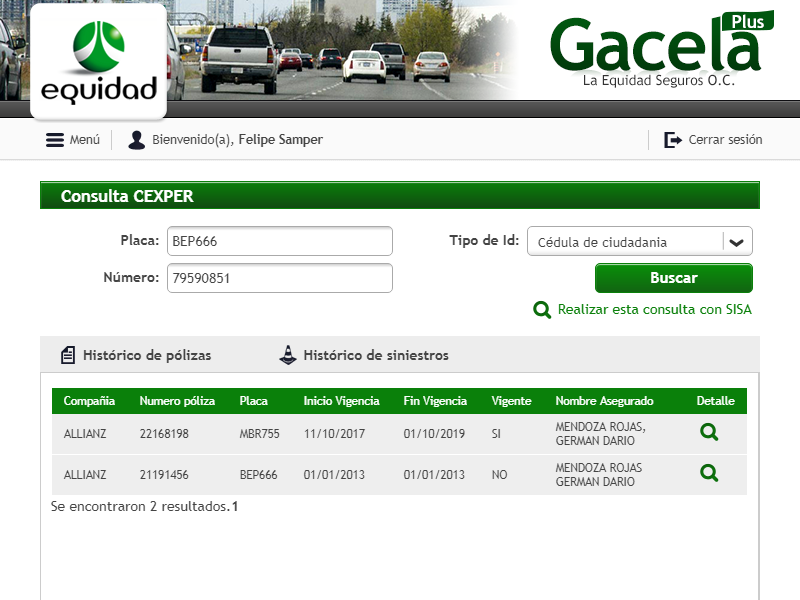 equidad
Gacela Plus
La Equidad Seguros O.C.
Menú
Bienvenido(a), Felipe Samper
Cerrar sesión
Consulta CEXPER
Placa: BEP666
Tipo de Id: Cédula de ciudadania
Número: 79590851
Buscar
Realizar esta consulta con SISA
Histórico de pólizas
Histórico de siniestros
Compañia Numero póliza Placa Inicio Vigencia Fin Vigencia Vigente Nombre Asegurado Detalle
ALLIANZ 22168198 MBR755 11/10/2017 01/10/2019 SI MENDOZA ROJAS,
GERMAN DARIO
ALLIANZ 21191456 BEP666 01/01/2013 01/01/2013 NO MENDOZA ROJAS
GERMAN DARIO
Se encontraron 2 resultados.1